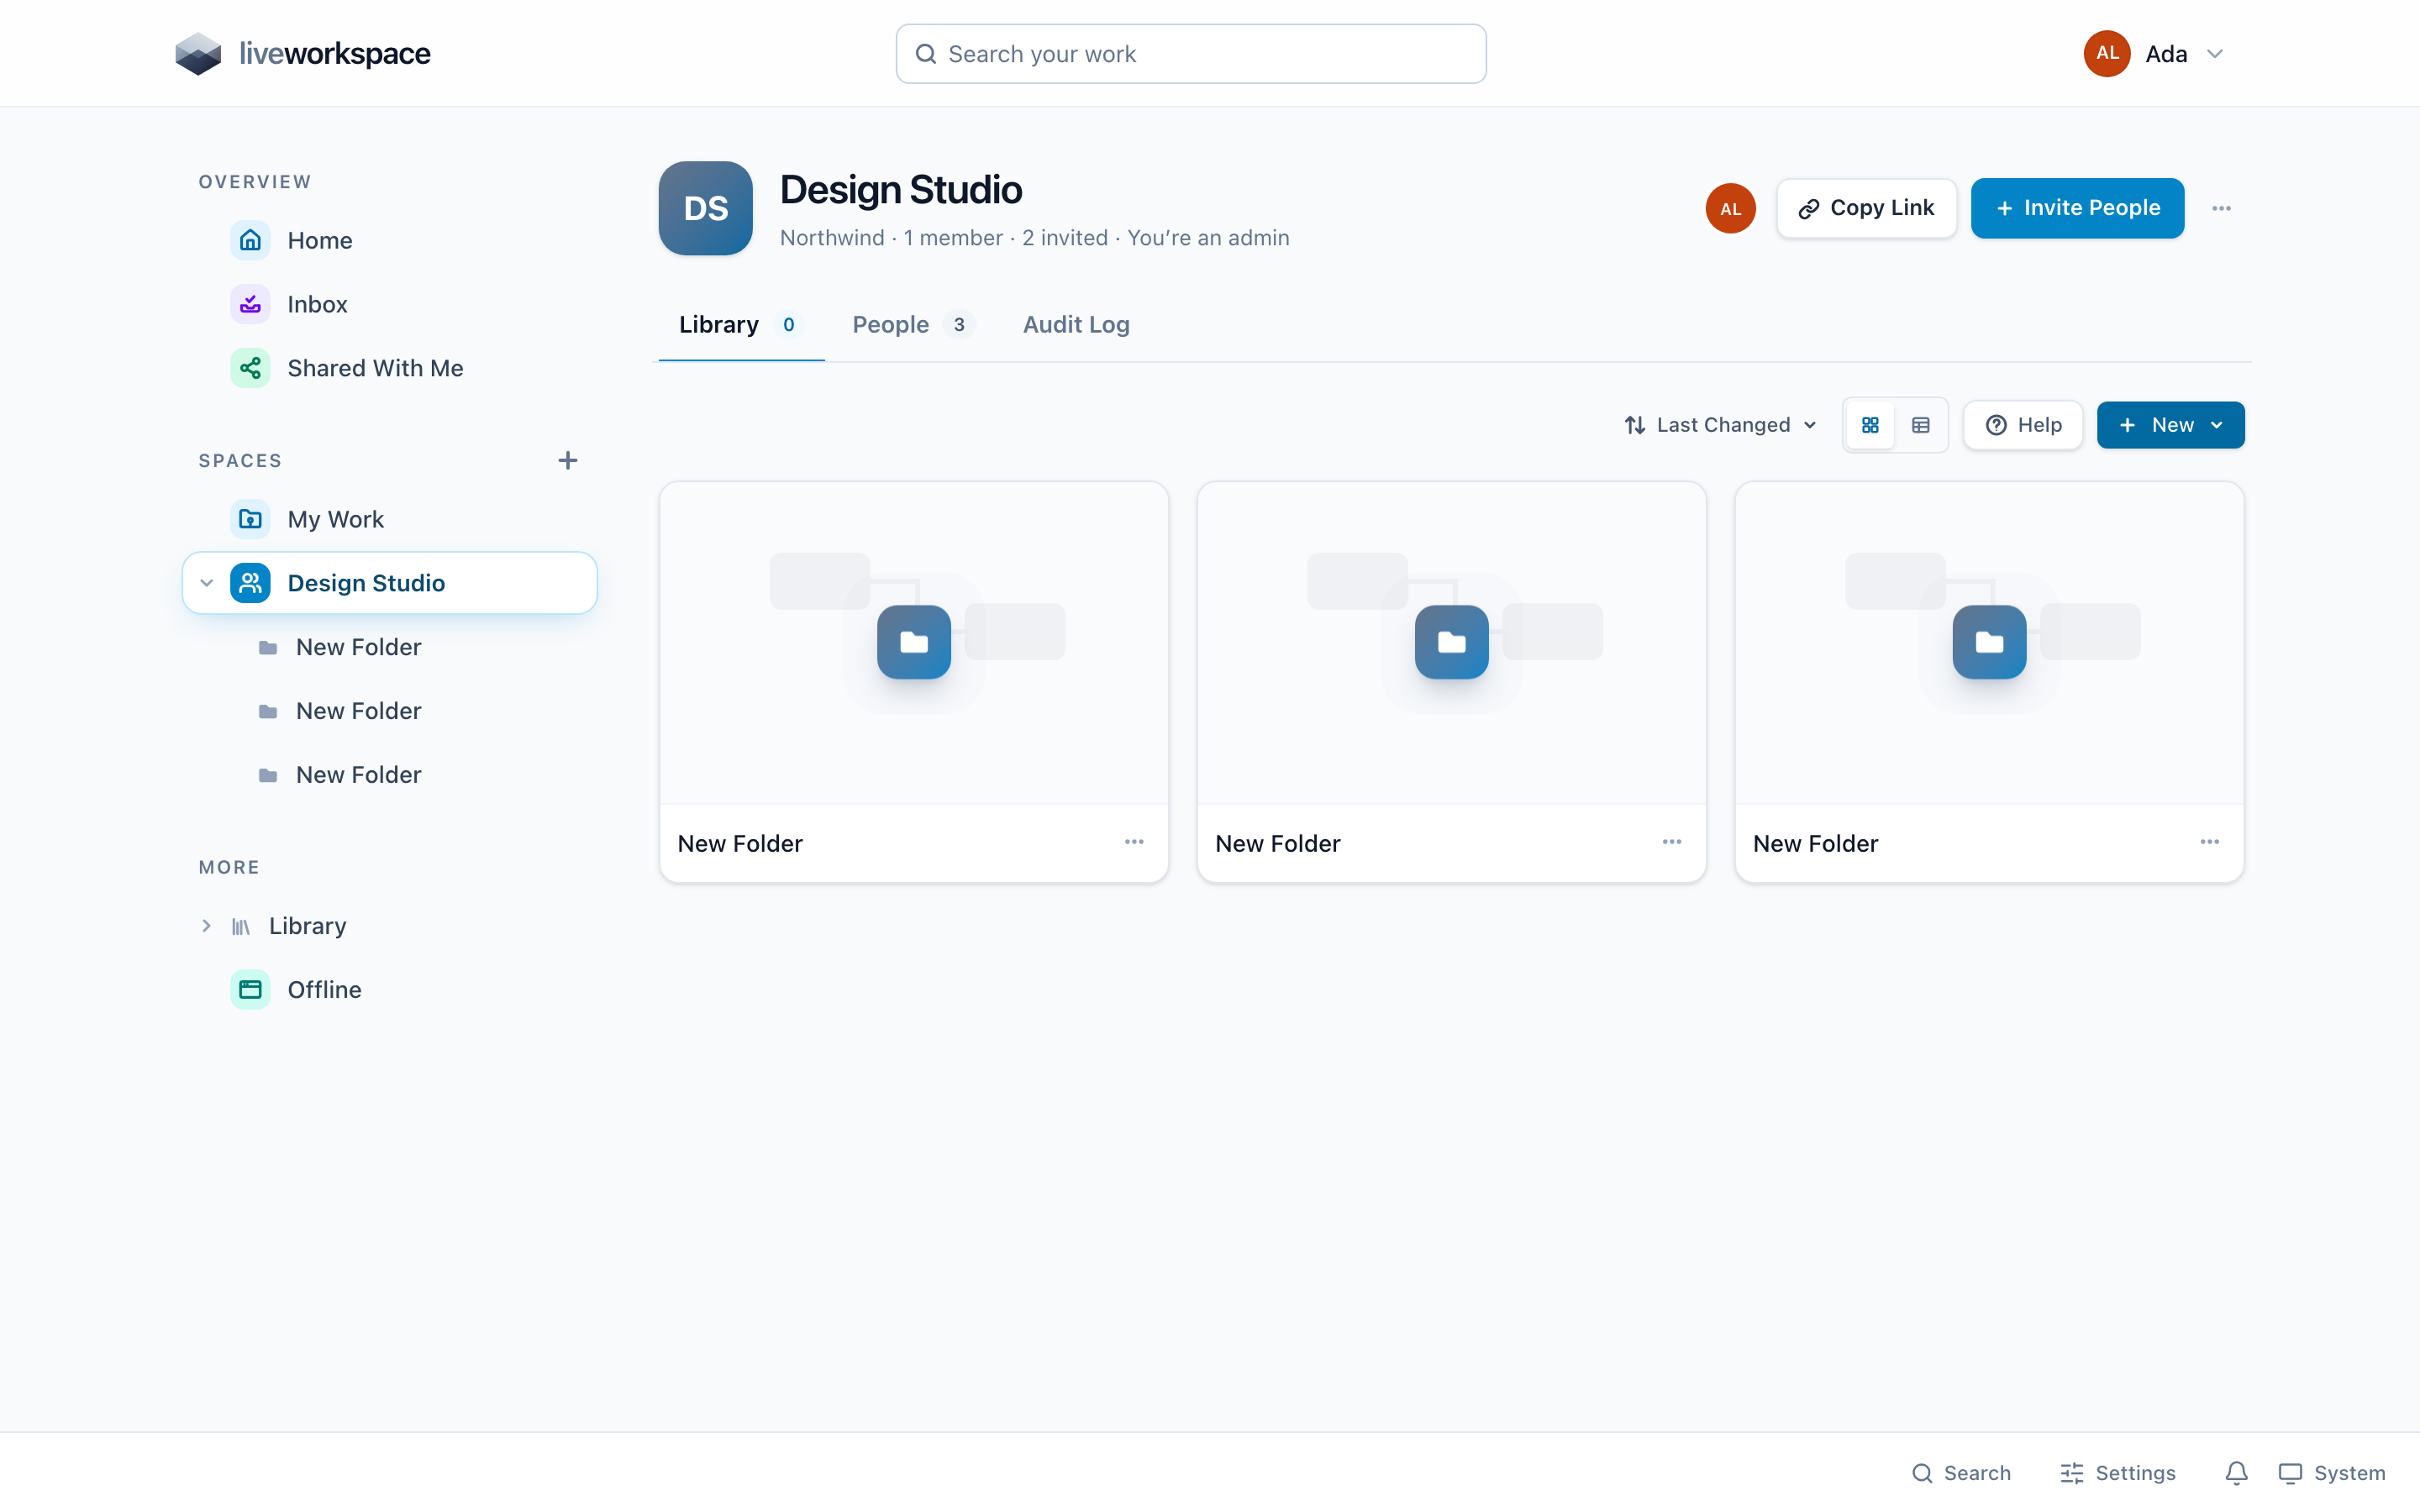 liveworkspace
Search your work
AL Ada
OVERVIEW
Home
Inbox
Shared With Me
SPACES
My Work
Design Studio
New Folder
New Folder
New Folder
MORE
Library
Offline
DS
Design Studio
Northwind · 1 member · 2 invited · You’re an admin
AL
Copy Link
Invite People
Library 0
People 3
Audit Log
Last Changed
Help
New
New Folder
New Folder
New Folder
Search
Settings
System